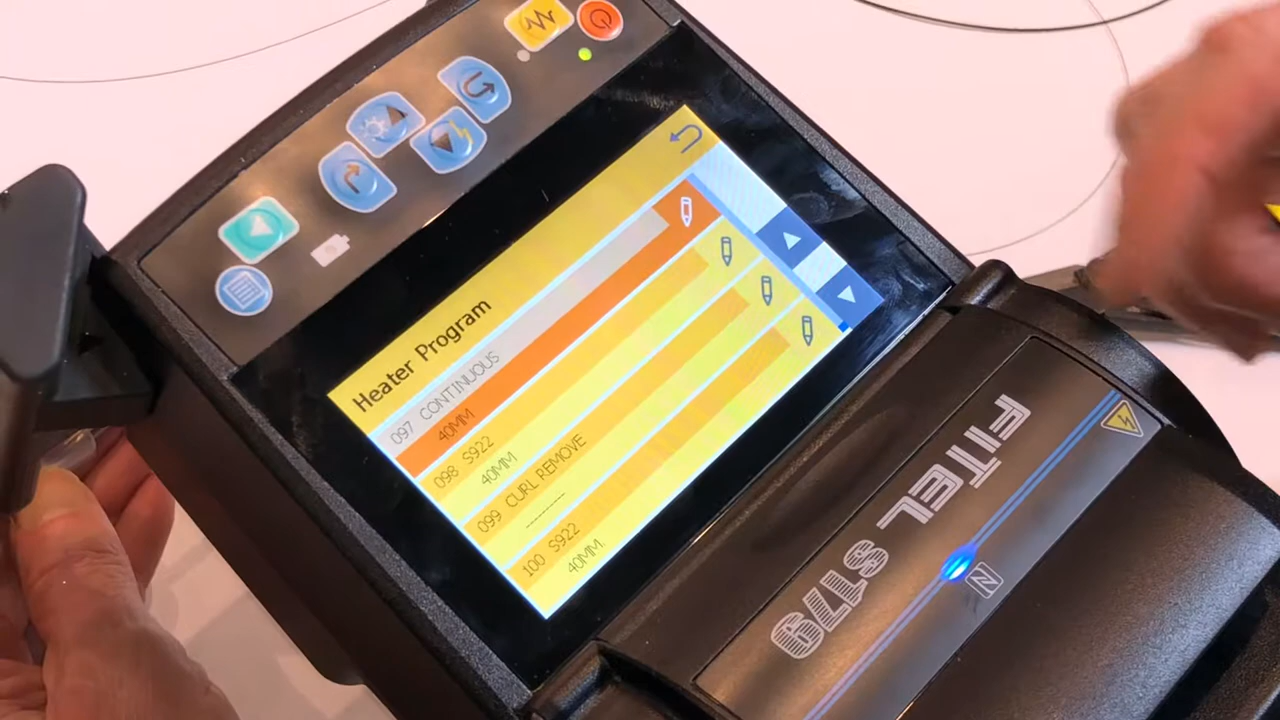 Heater Program
097 CONTINUOUS
40MM
098 S922
40MM
099 CURL REMOVE
------
100 S922
40MM.
FITEL S179